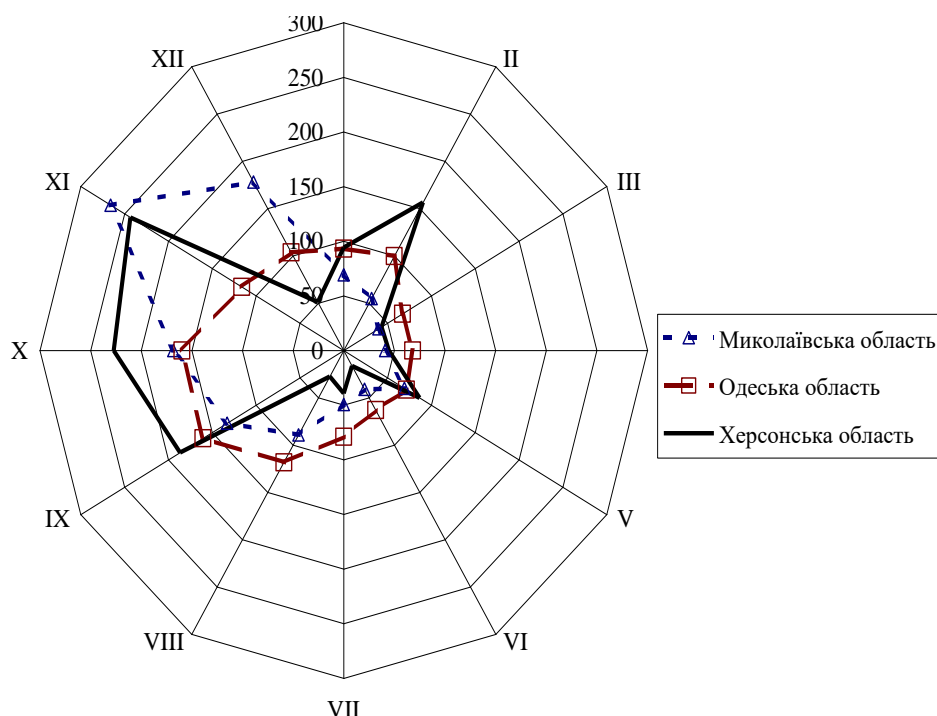 300
XII
II
250
200
XI
III
150
100
50
X
0
Миколаївська область
Одеська область
Херсонська область
IX
V
VIII
VI
VII